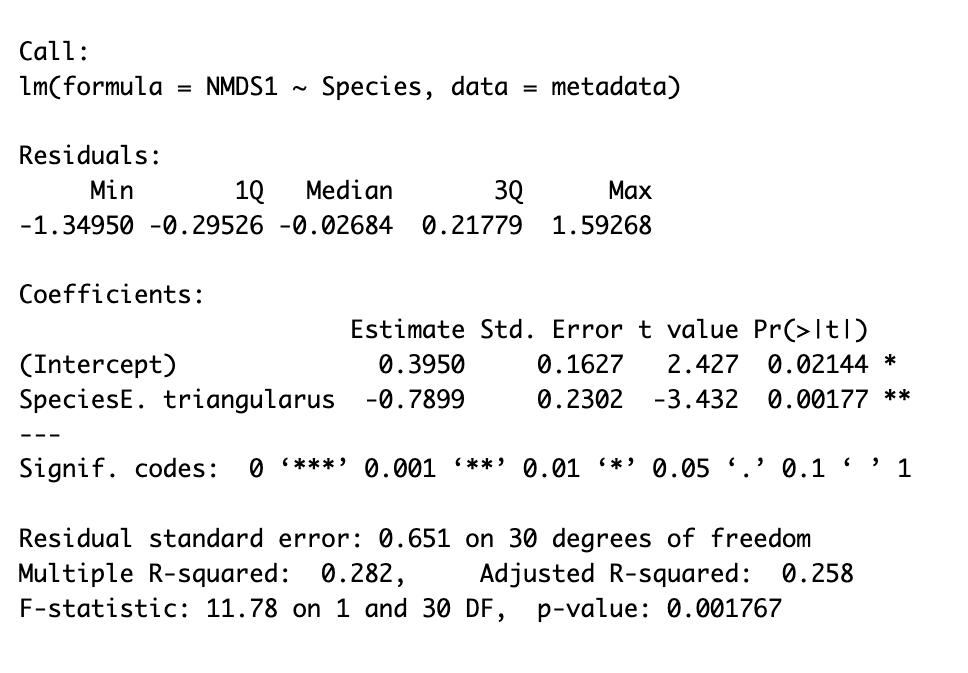 Call:
lm(formula = NMDS1 ~ Species, data = metadata)
Residuals:
     Min       1Q   Median       3Q      Max
-1.34950 -0.29526 -0.02684  0.21779  1.59268
Coefficients:
                       Estimate Std. Error t value Pr(>|t|)
(Intercept)              0.3950     0.1627   2.427  0.02144 *
SpeciesE. triangularus  -0.7899     0.2302  -3.432  0.00177 **
---
Signif. codes:  0 ‘***’ 0.001 ‘**’ 0.01 ‘*’ 0.05 ‘.’ 0.1 ‘ ’ 1
Residual standard error: 0.651 on 30 degrees of freedom
Multiple R-squared:  0.282,	Adjusted R-squared:  0.258
F-statistic: 11.78 on 1 and 30 DF,  p-value: 0.001767